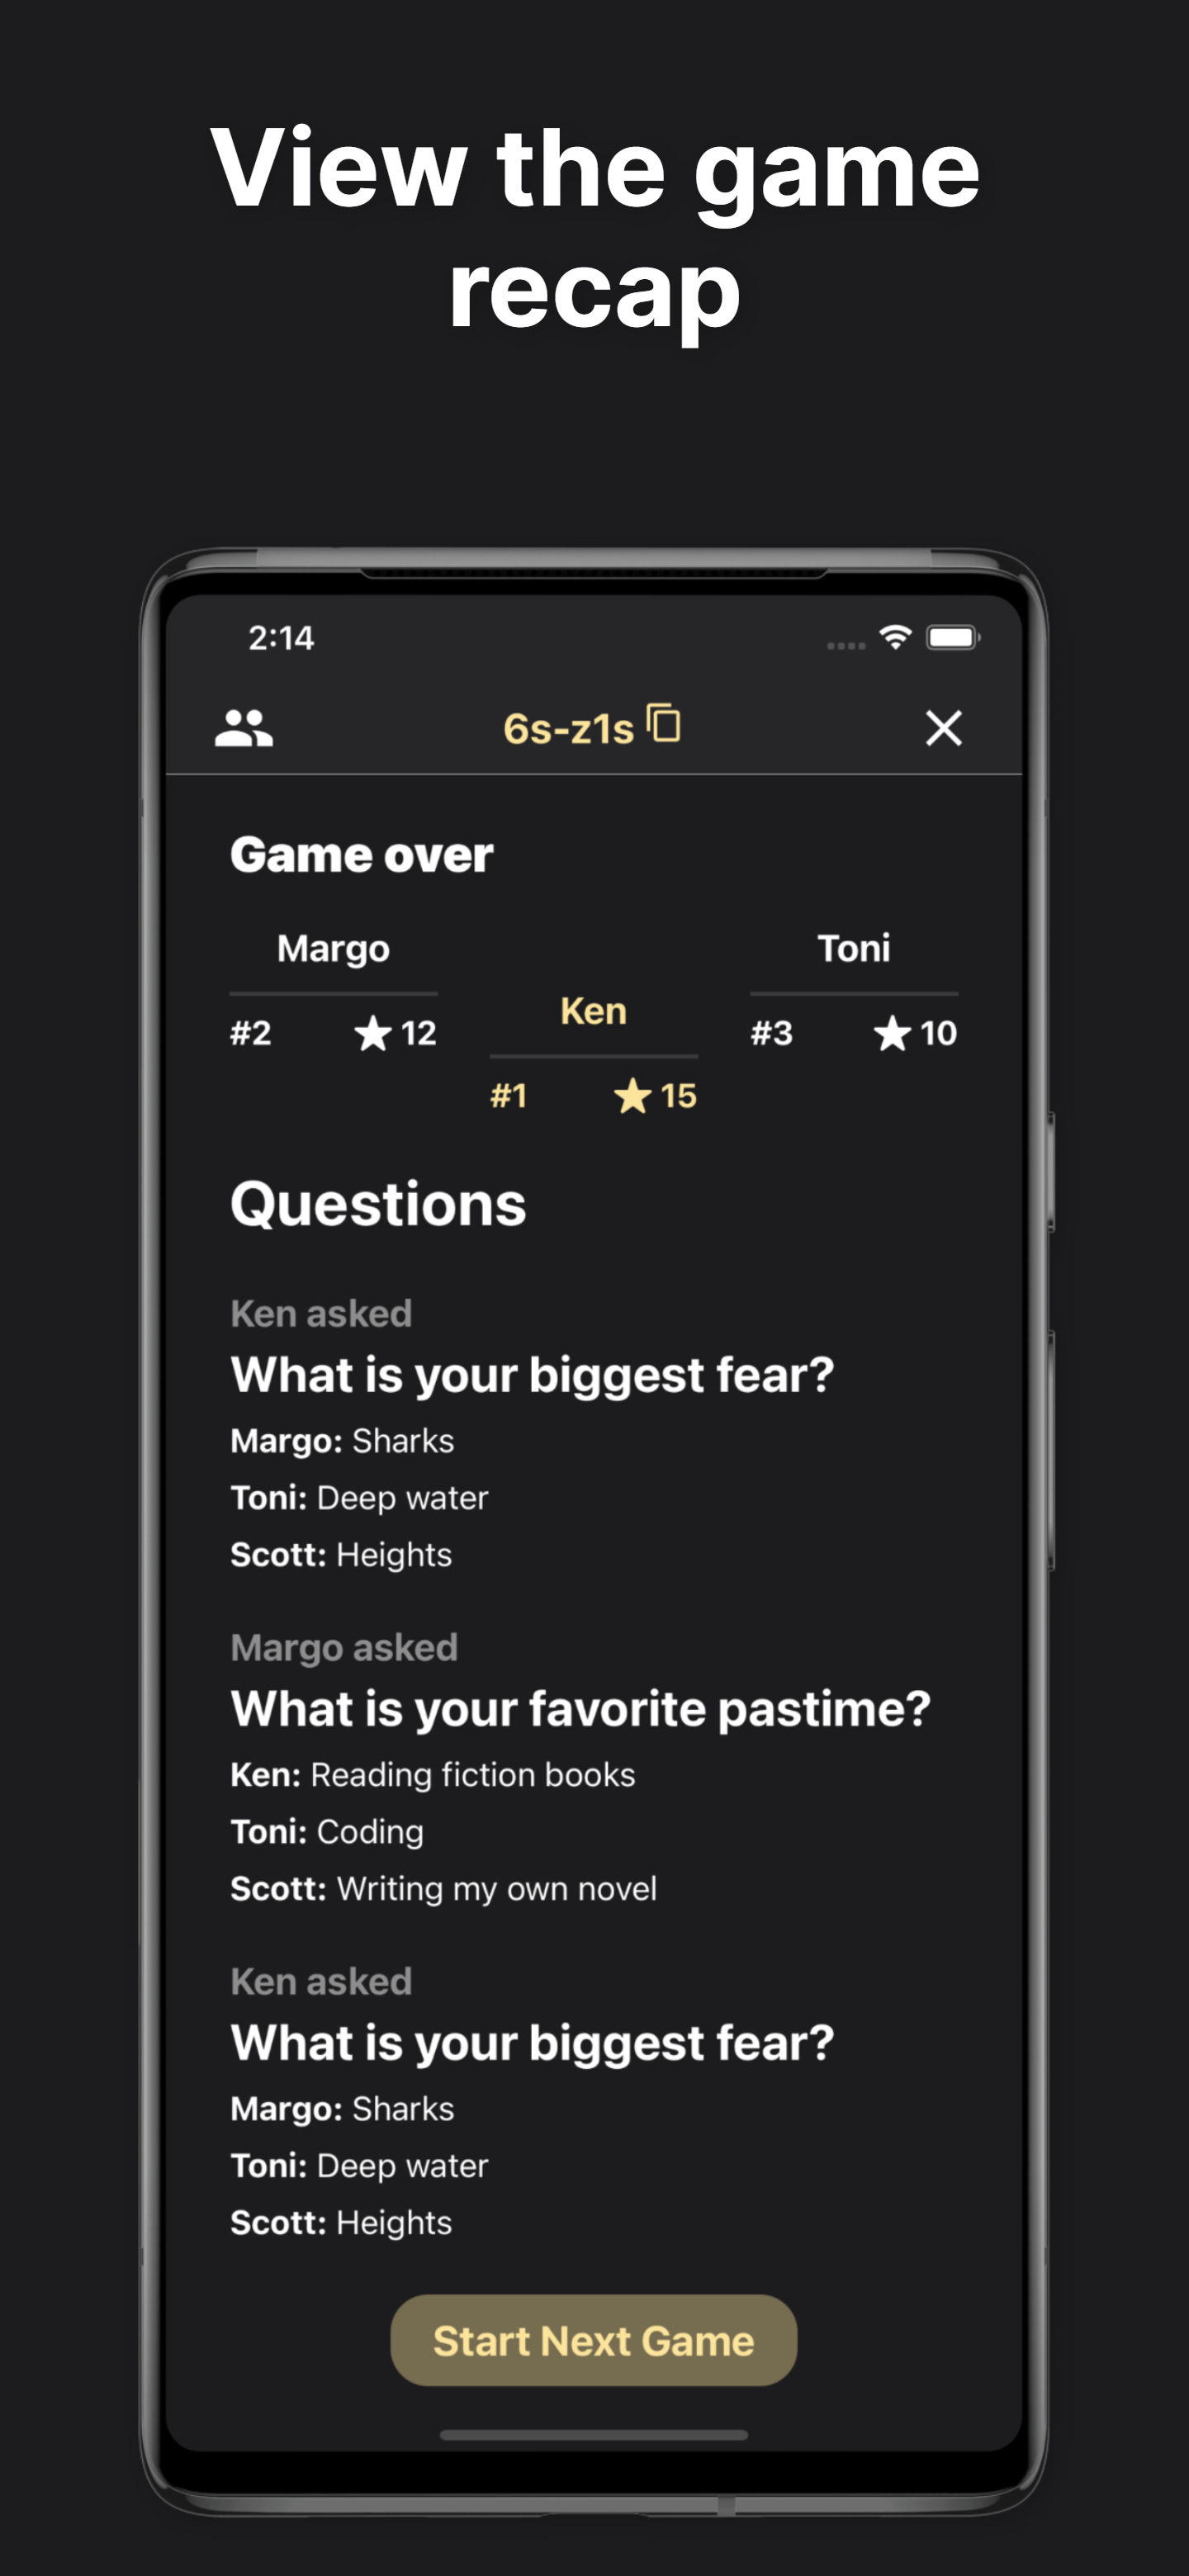 View the game
recap
2:14
6s-z1s
Game over
Margo
#2 12
Ken
#1 15
Toni
#3 10
Questions
Ken asked
What is your biggest fear?
Margo: Sharks
Toni: Deep water
Scott: Heights
Margo asked
What is your favorite pastime?
Ken: Reading fiction books
Toni: Coding
Scott: Writing my own novel
Ken asked
What is your biggest fear?
Margo: Sharks
Toni: Deep water
Scott: Heights
Start Next Game